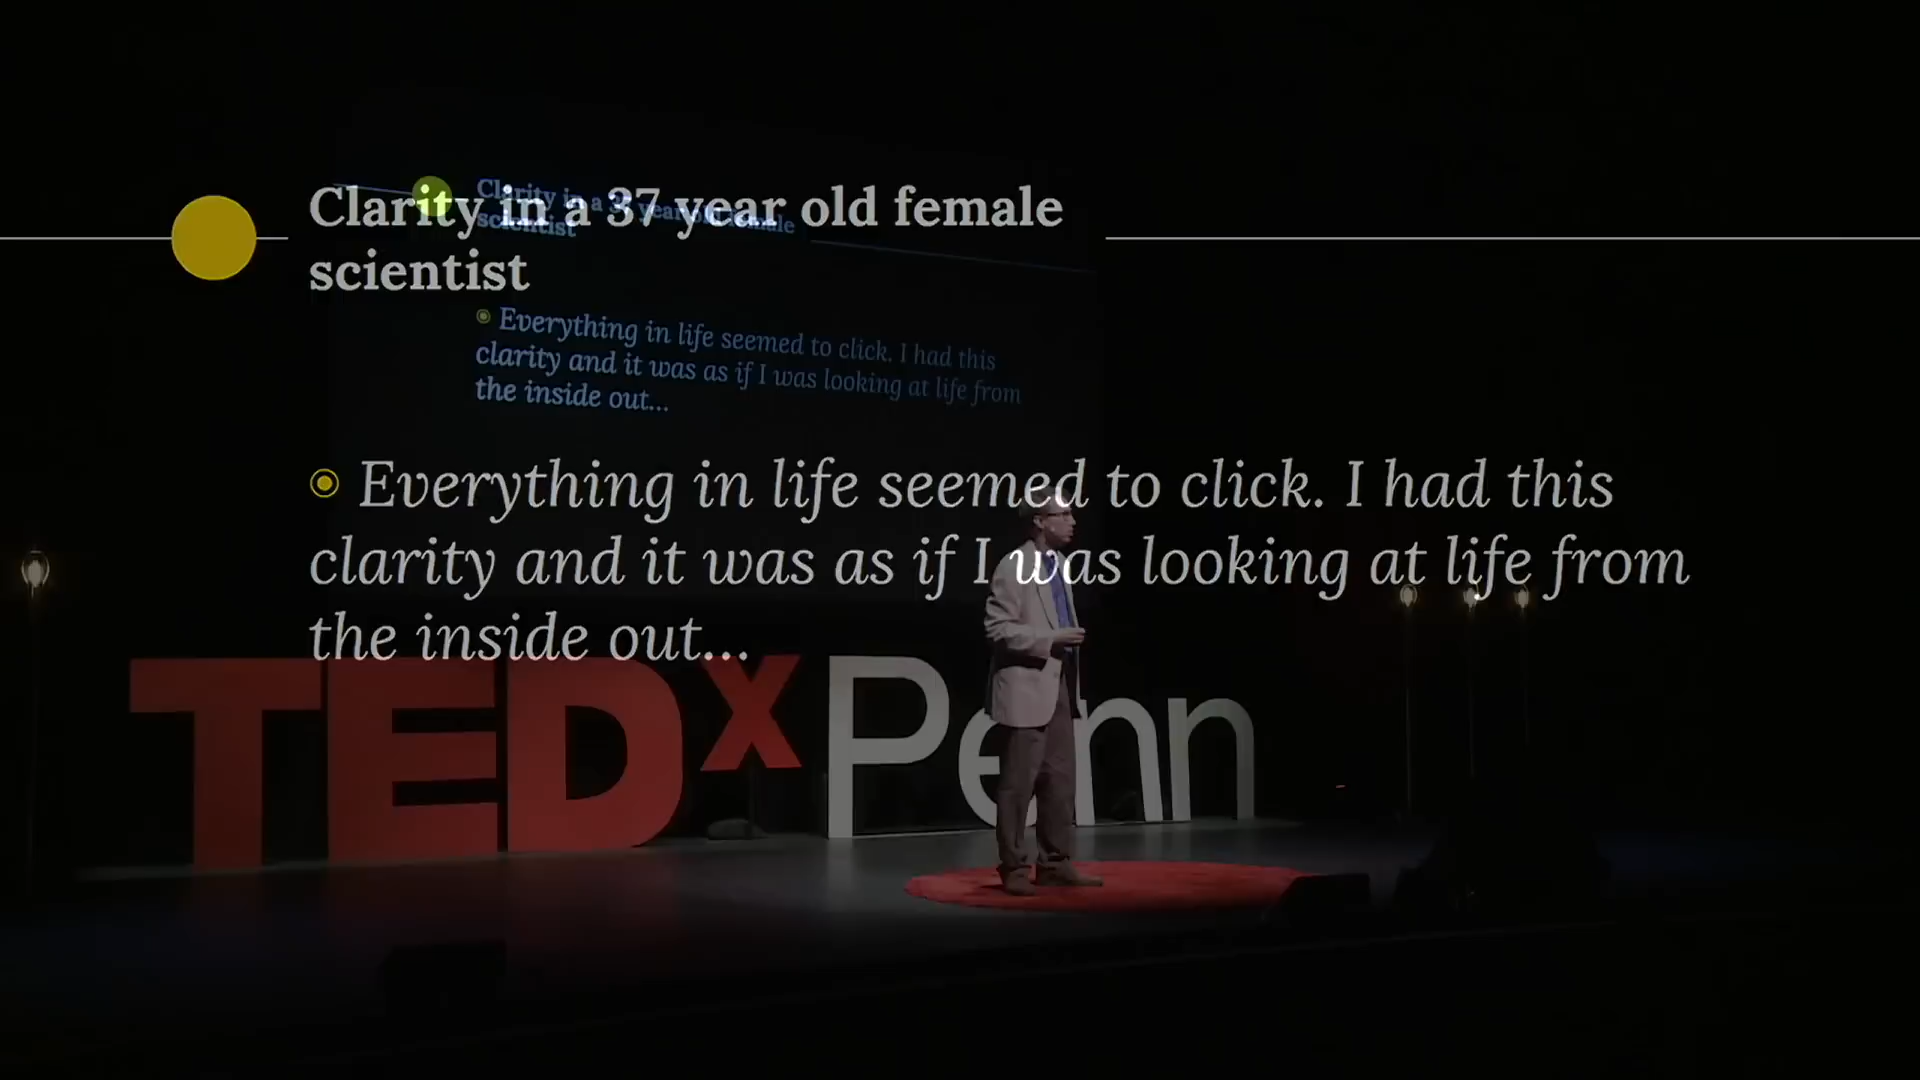 Clarity in a 37 year old female
scientist
Clarity in a 37 year old female
scientist
Everything in life seemed to click. I had this
clarity and it was as if I was looking at life from
the inside out...
Everything in life seemed to click. I had this
clarity and it was as if I was looking at life from
the inside out...
TEDxPenn